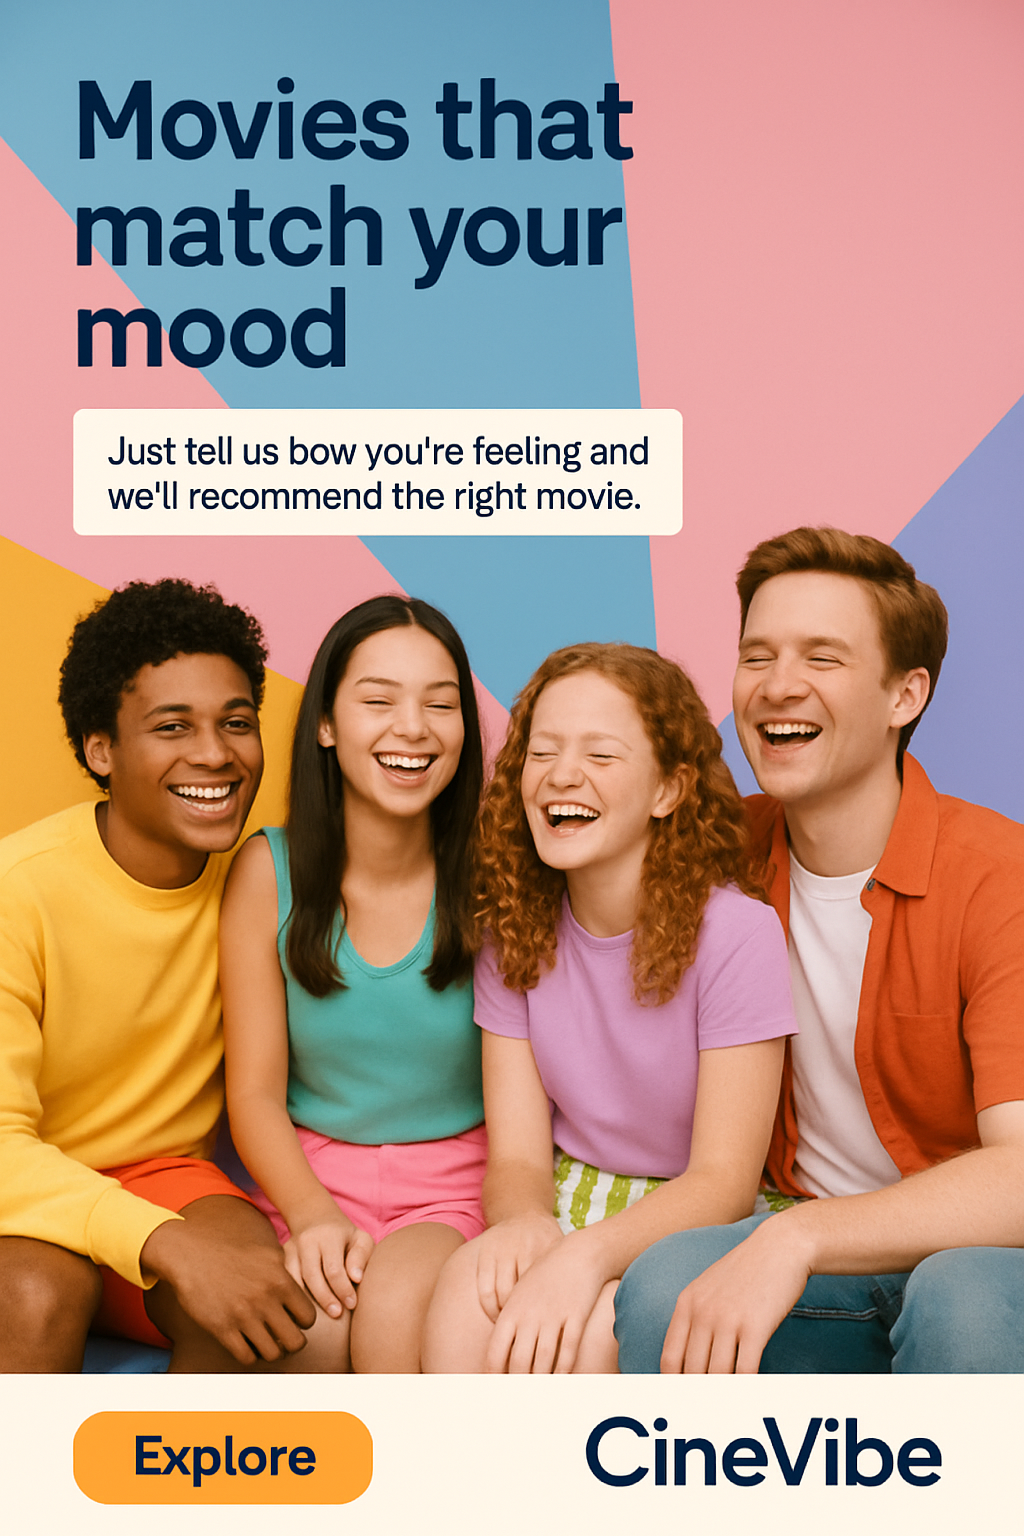 Movies that
match your
mood
Just tell us bow you're feeling and
we'll recommend the right movie.
Explore
CineVibe